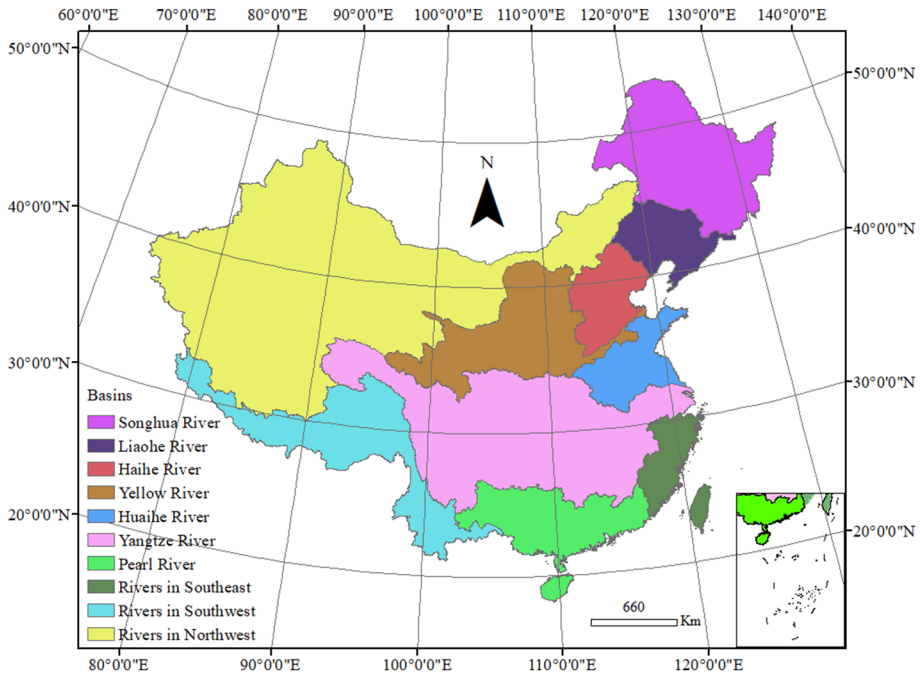 60°0'0"E 70°0'0"E 80°0'0"E 90°0'0"E 100°0'0"E 110°0'0"E 120°0'0"E 130°0'0"E 140°0'0"E
50°0'0"N
50°0'0"N
N
40°0'0"N
40°0'0"N
30°0'0"N
30°0'0"N
Basins
Songhua River
Liaohe River
Haihe River
Yellow River
20°0'0"N
Huaihe River
20°0'0"N
Yangtze River
Pearl River
Rivers in Southeast
Rivers in Southwest
660
Km
Rivers in Northwest
80°0'0"E 90°0'0"E 100°0'0"E 110°0'0"E 120°0'0"E